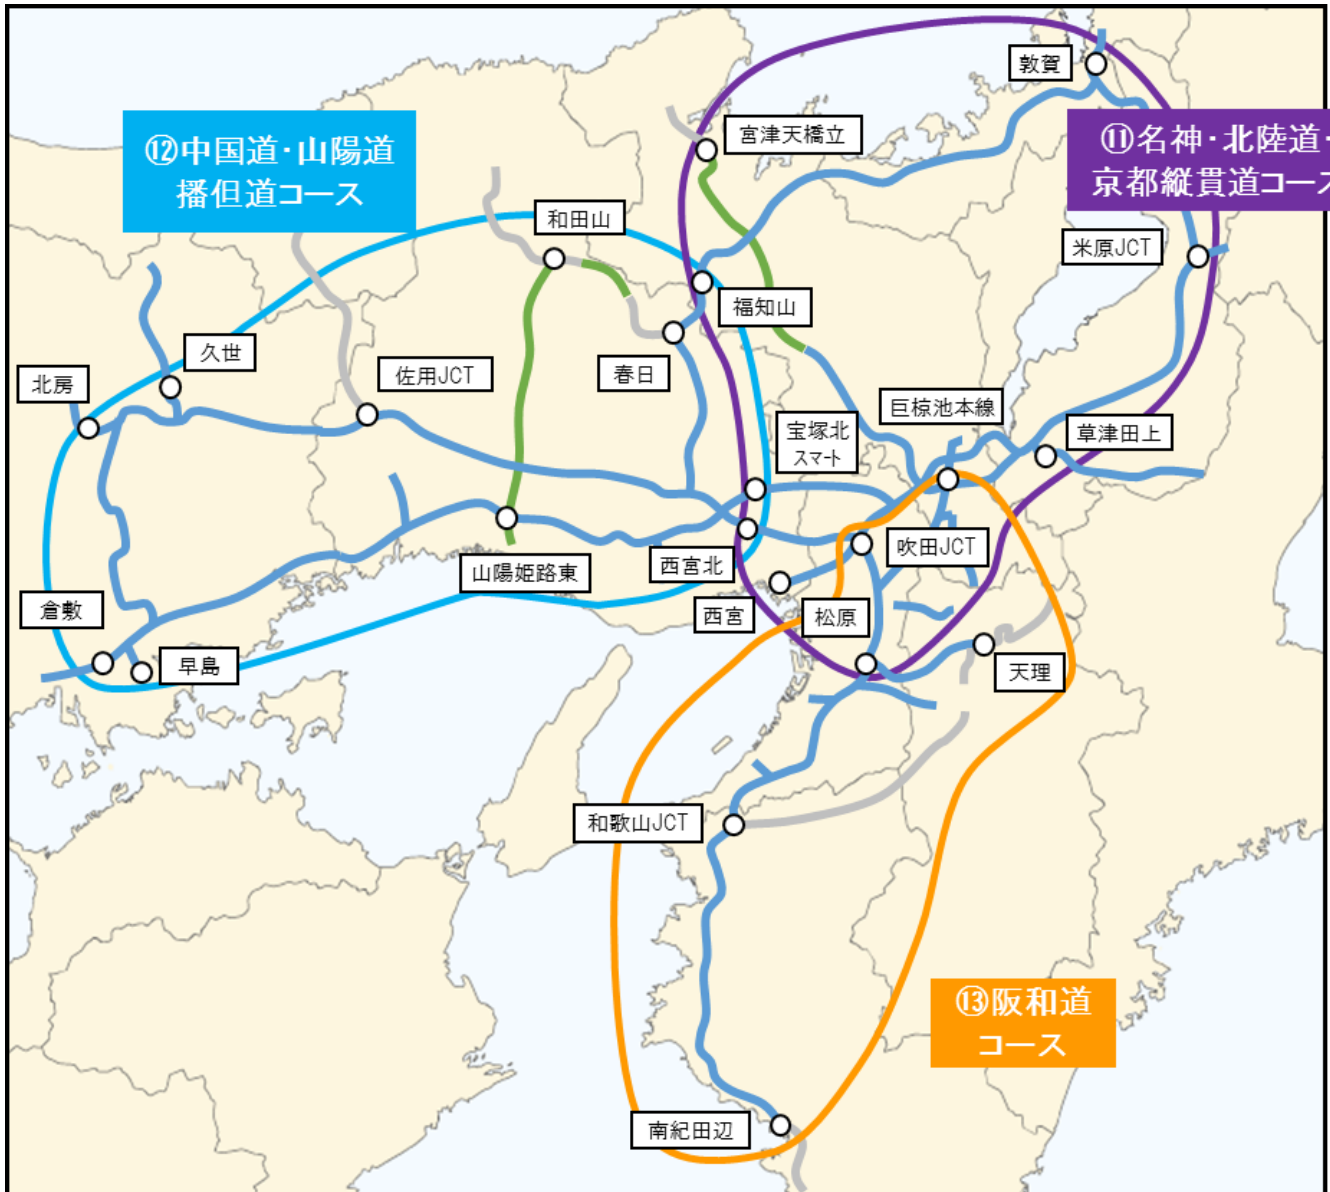 敦賀
宮津天橋立
⑫中国道・山陽道
播但道コース
⑪名神・北陸道・
京都縦貫道コース
和田山
米原JCT
福知山
久世
佐用JCT
春日
北房
巨椋池本線
宝塚北
スマート
草津田上
吹田JCT
西宮北
山陽姫路東
倉敷
西宮
松原
早島
天理
和歌山JCT
⑬阪和道
コース
南紀田辺